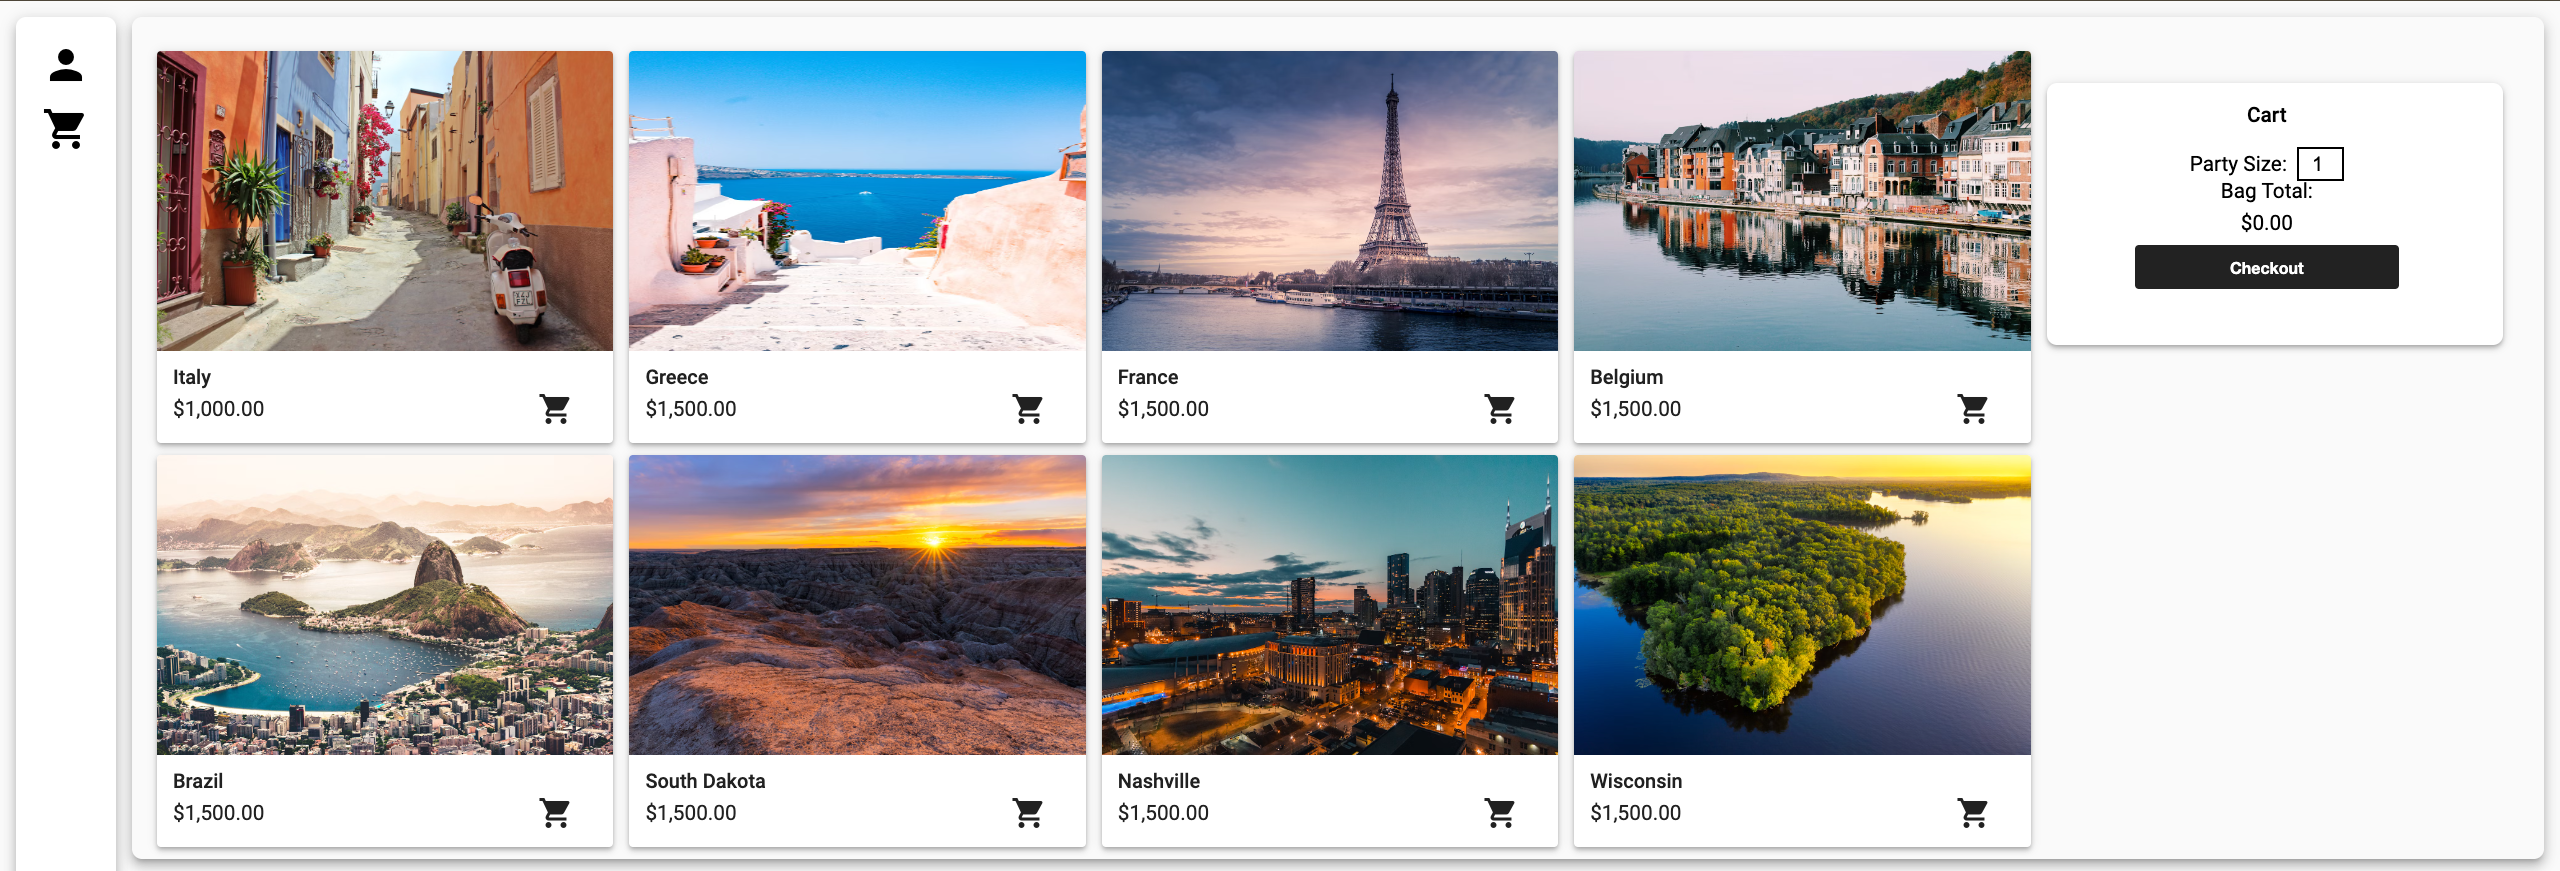 Italy
$1,000.00
Greece
$1,500.00
France
$1,500.00
Belgium
$1,500.00
Cart
Party Size: 1
Bag Total:
$0.00
Checkout
Brazil
$1,500.00
South Dakota
$1,500.00
Nashville
$1,500.00
Wisconsin
$1,500.00